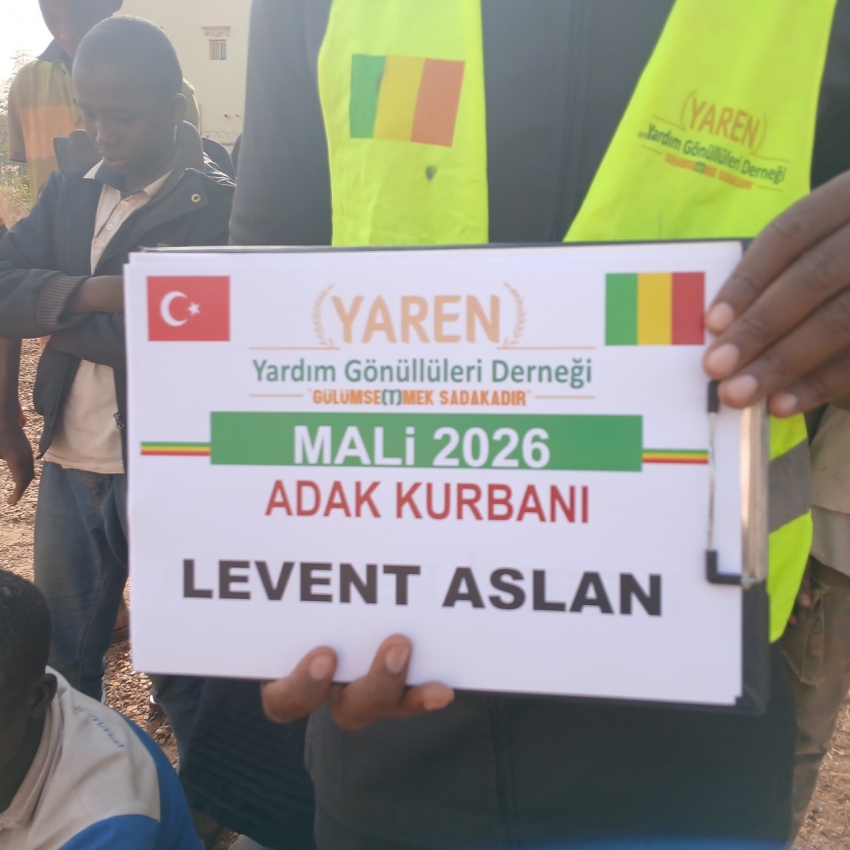 YAREN
Yardım Gönüllüleri Derneği
YAREN
Yardım Gönüllüleri Derneği
"GÜLÜMSE(T)MEK SADAKADIR"
MALi 2026
ADAK KURBANI
LEVENT ASLAN